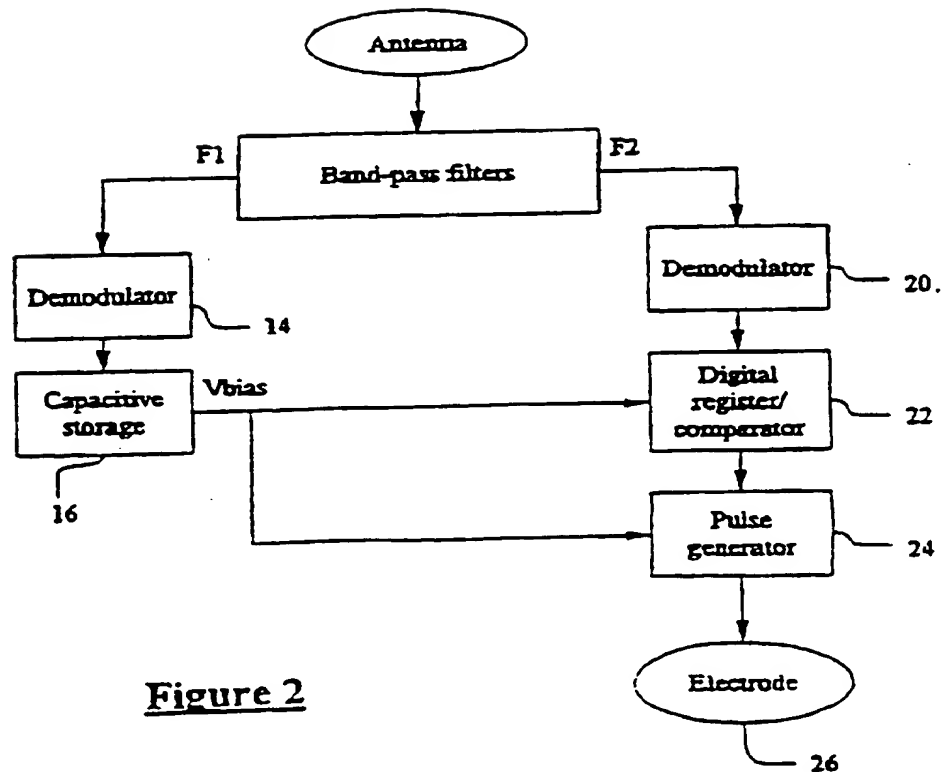 Antenna
F1
F2
Band-pass filters
Demodulator
14
Demodulator
20.
Capacitive
storage
Vbias
16
Digital
register/
comparator
22
Pulse
generator
24
Electrode
26
Figure 2